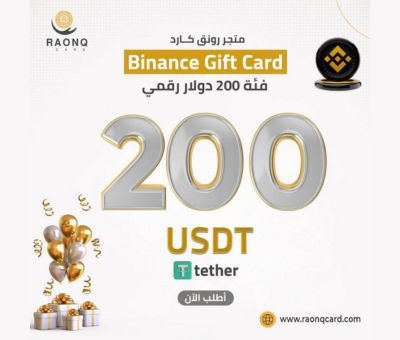 RAONQ
CARD
متجر رونق كارد
Binance Gift Card
فئة 200 دولار رقمي
200
USDT
tether
أطلب الآن
www.raonqcard.com